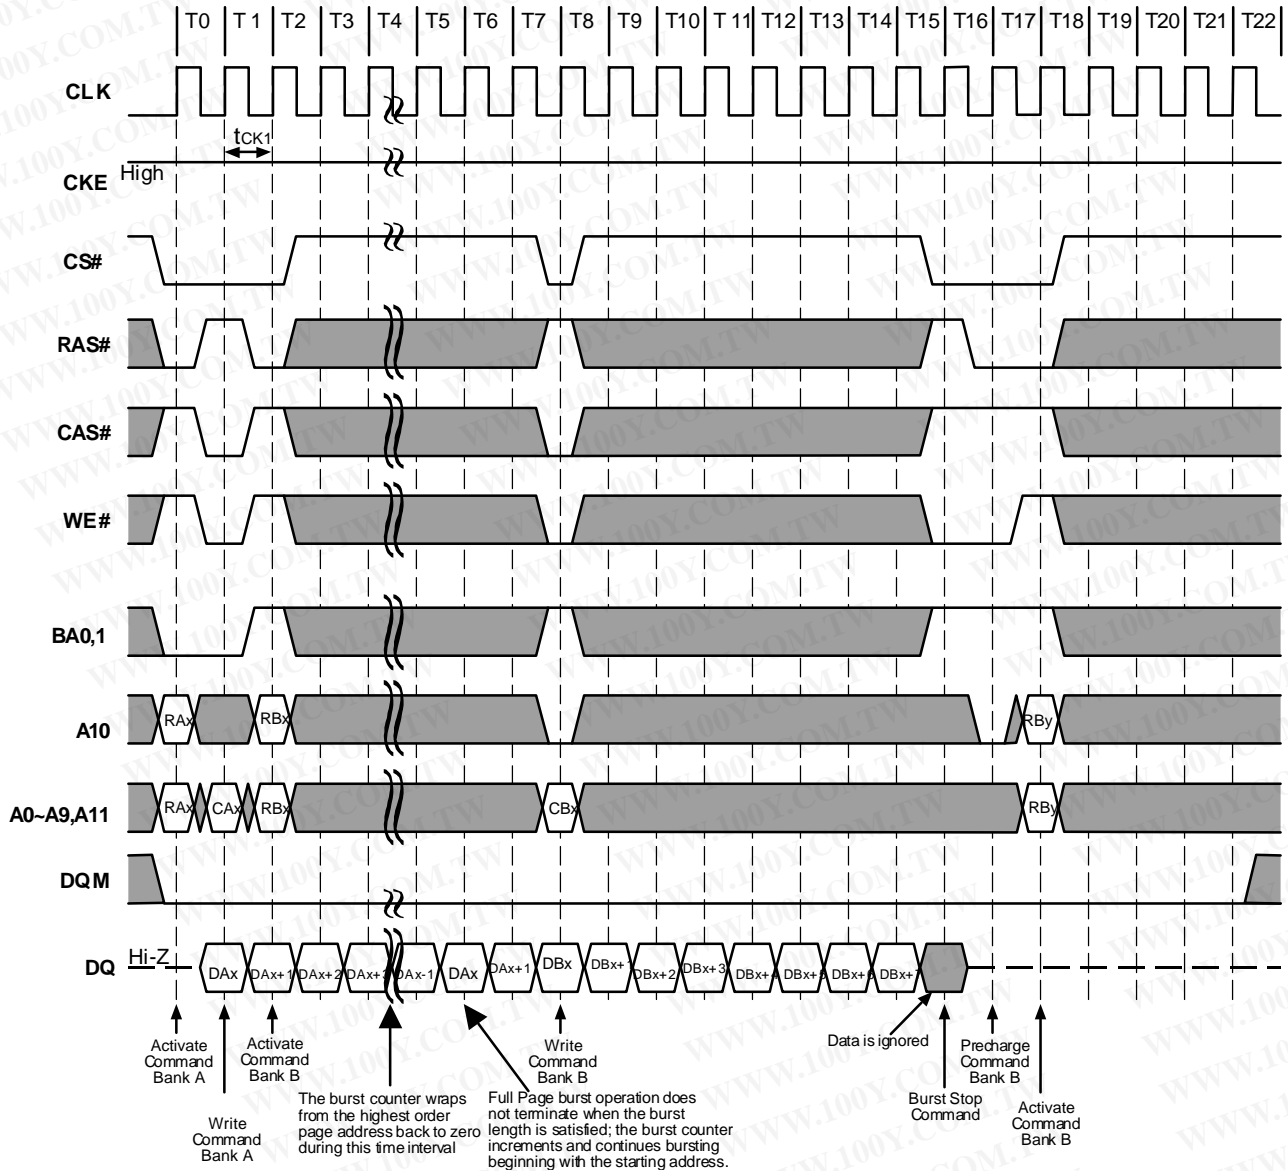 T0 T 1 T2 T3 T4 T5 T6 T7 T8 T9 T10 T 11 T12 T13 T14 T15 T16 T17 T18 T19 T20 T21 T22
CLK
tCK1
CKE High
CS#
RAS#
CAS#
WE#
BA0,1
A10 RAx RBx RBy
A0~A9,A11 RAx CAx RBx CBx RBy
DQM
DQ Hi-Z DAx DAx+1 DAx+2 DAx+3 DAx-1 DAx DAx+1 DBx DBx+1 DBx+2 DBx+3 DBx+4 DBx+5 DBx+6 DBx+7
Activate
Command
Bank A
Write
Command
Bank A
Activate
Command
Bank B
The burst counter wraps
from the highest order
page address back to zero
during this time interval
Full Page burst operation does
not terminate when the burst
length is satisfied; the burst counter
increments and continues bursting
beginning with the starting address.
Write
Command
Bank B
Data is ignored
Burst Stop
Command
Precharge
Command
Bank B
Activate
Command
Bank B
WWW.100Y.COM.TW